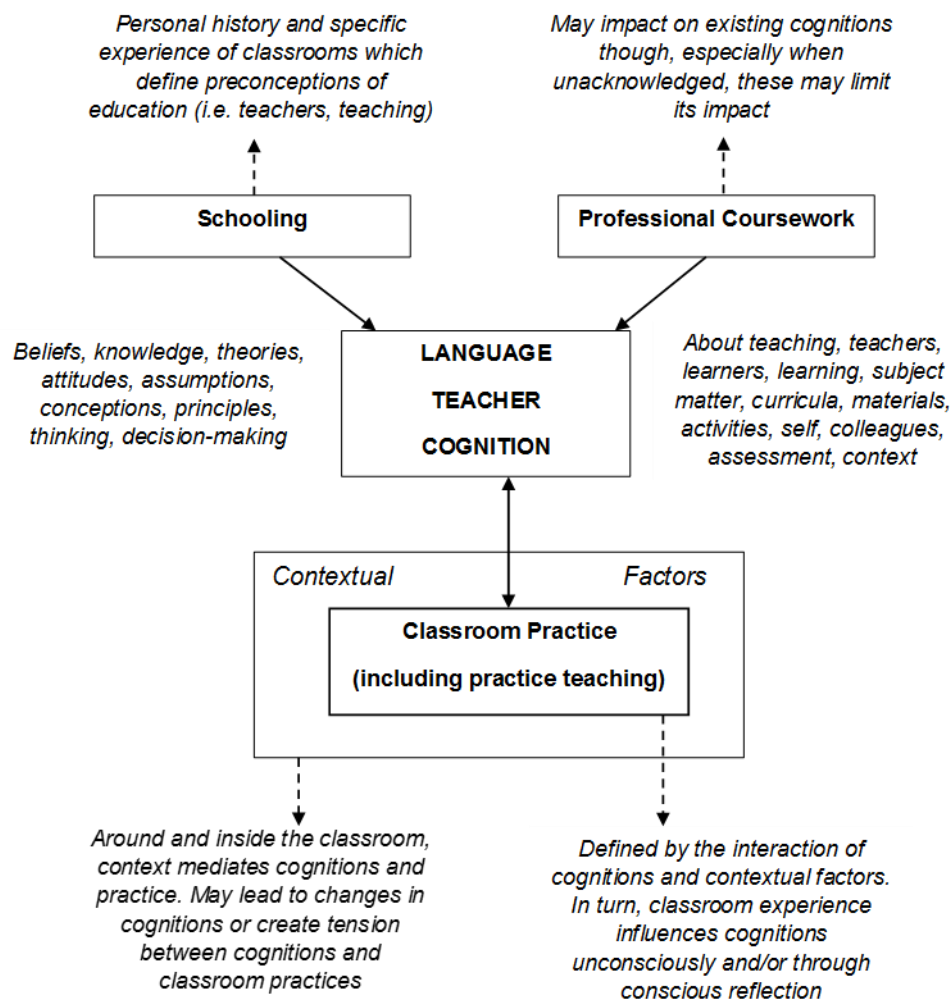 Personal history and specific
experience of classrooms which
define preconceptions of
education (i.e. teachers, teaching)
May impact on existing cognitions
though, especially when
unacknowledged, these may limit
its impact
Schooling
Professional Coursework
Beliefs, knowledge, theories,
attitudes, assumptions,
conceptions, principles,
thinking, decision-making
LANGUAGE
TEACHER
COGNITION
About teaching, teachers,
learners, learning, subject
matter, curricula, materials,
activities, self, colleagues,
assessment, context
Contextual Factors
Classroom Practice
(including practice teaching)
Around and inside the classroom,
context mediates cognitions and
practice. May lead to changes in
cognitions or create tension
between cognitions and
classroom practices
Defined by the interaction of
cognitions and contextual factors.
In turn, classroom experience
influences cognitions
unconsciously and/or through
conscious reflection